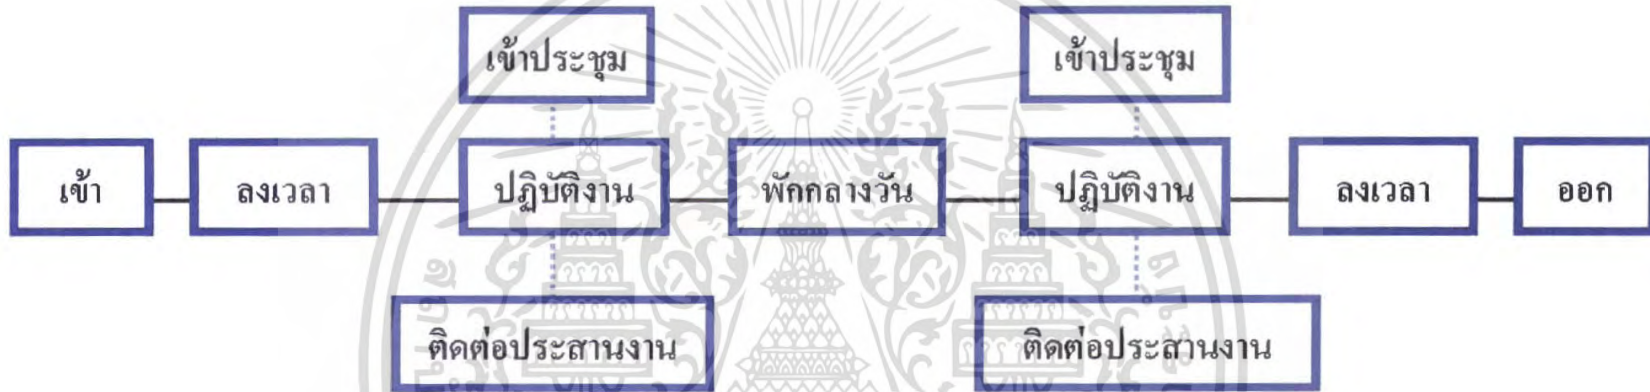 เข้าประชุม
เข้าประชุม
เข้า
ลงเวลา
ปฏิบัติงาน
พักกลางวัน
ปฏิบัติงาน
ลงเวลา
ออก
ติดต่อประสานงาน
ติดต่อประสานงาน